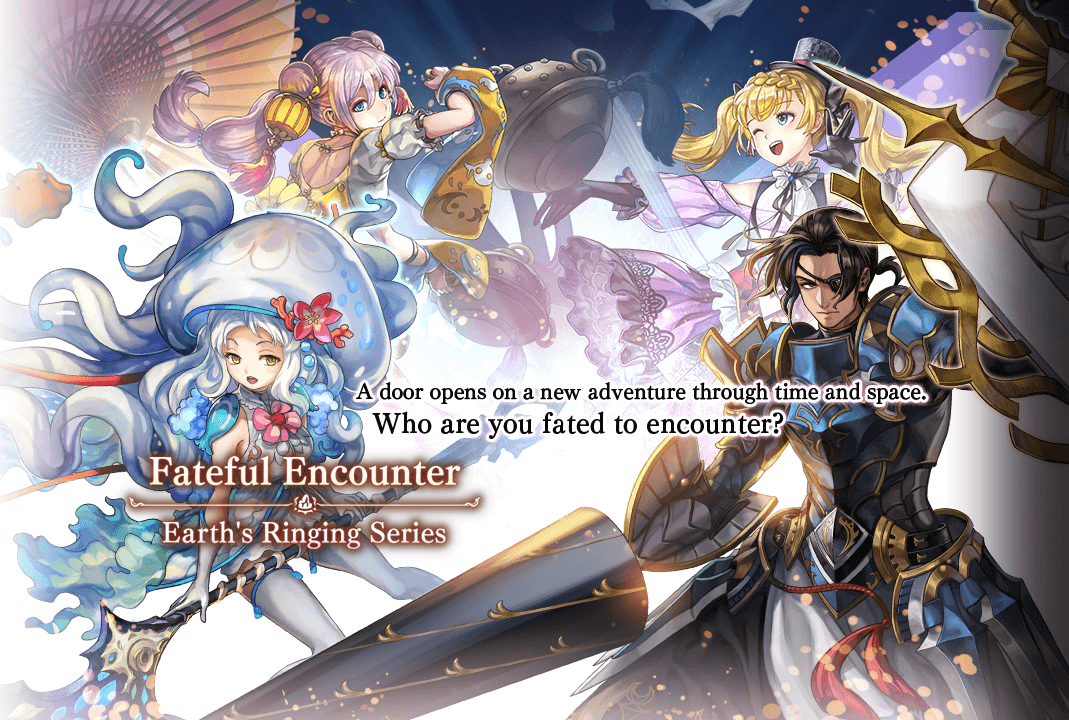 A door opens on a new adventure through time and space.
Who are you fated to encounter?
Fateful Encounter
Earth's Ringing Series